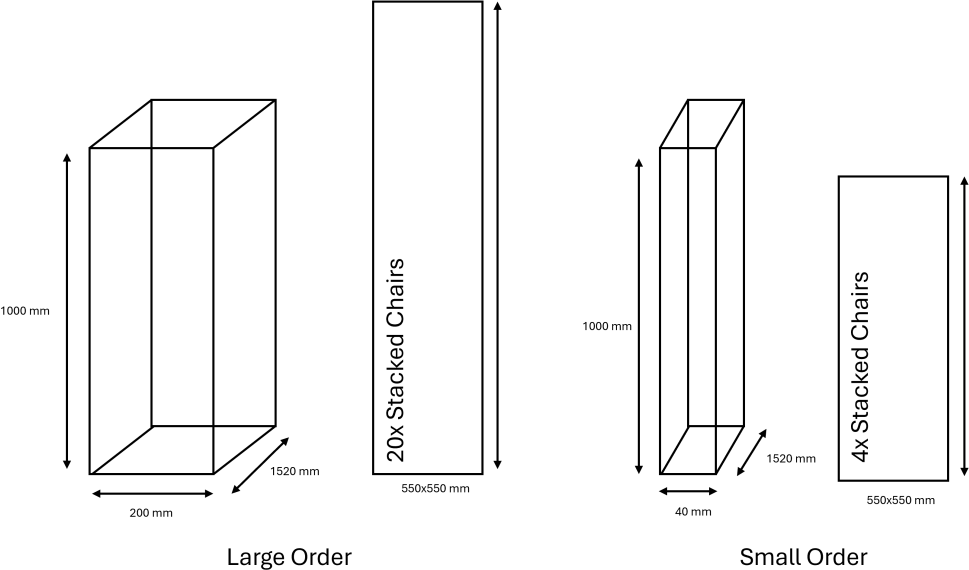 1000 mm
20x Stacked Chairs
1520 mm
200 mm
550x550 mm
Large Order
1000 mm
4x Stacked Chairs
1520 mm
40 mm
550x550 mm
Small Order